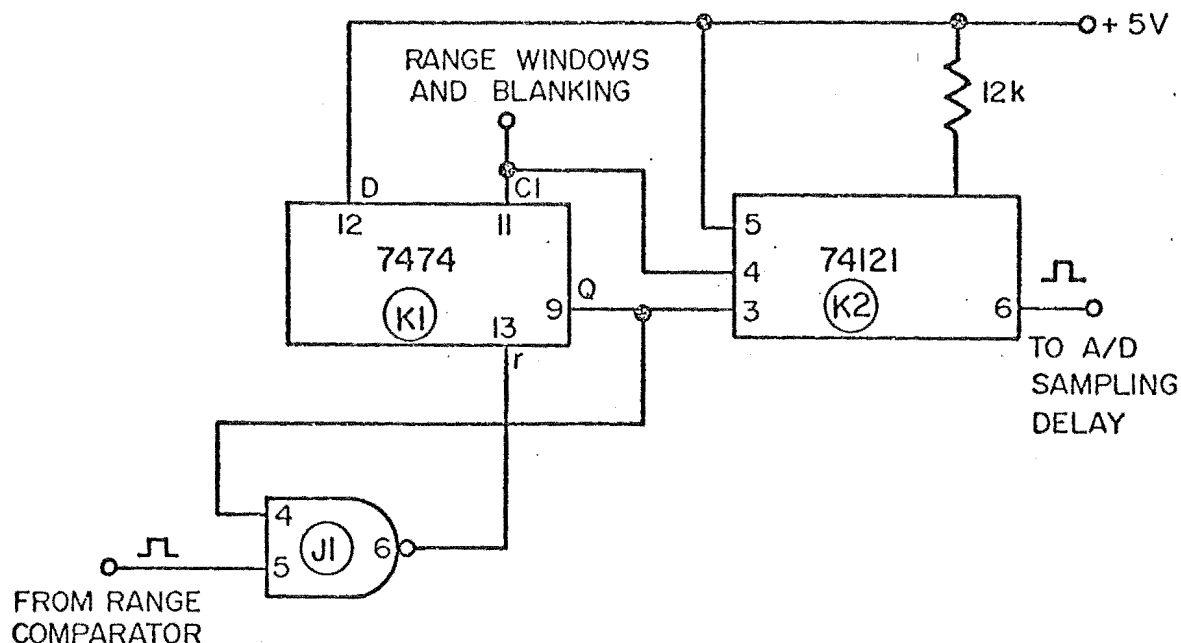 + 5V
RANGE WINDOWS
AND BLANKING
12k
D
C1
12
11
7474
K1
Q
9
13
r
5
4
3
74121
K2
6
TO A/D
SAMPLING
DELAY
4
5
J1
6
FROM RANGE
COMPARATOR